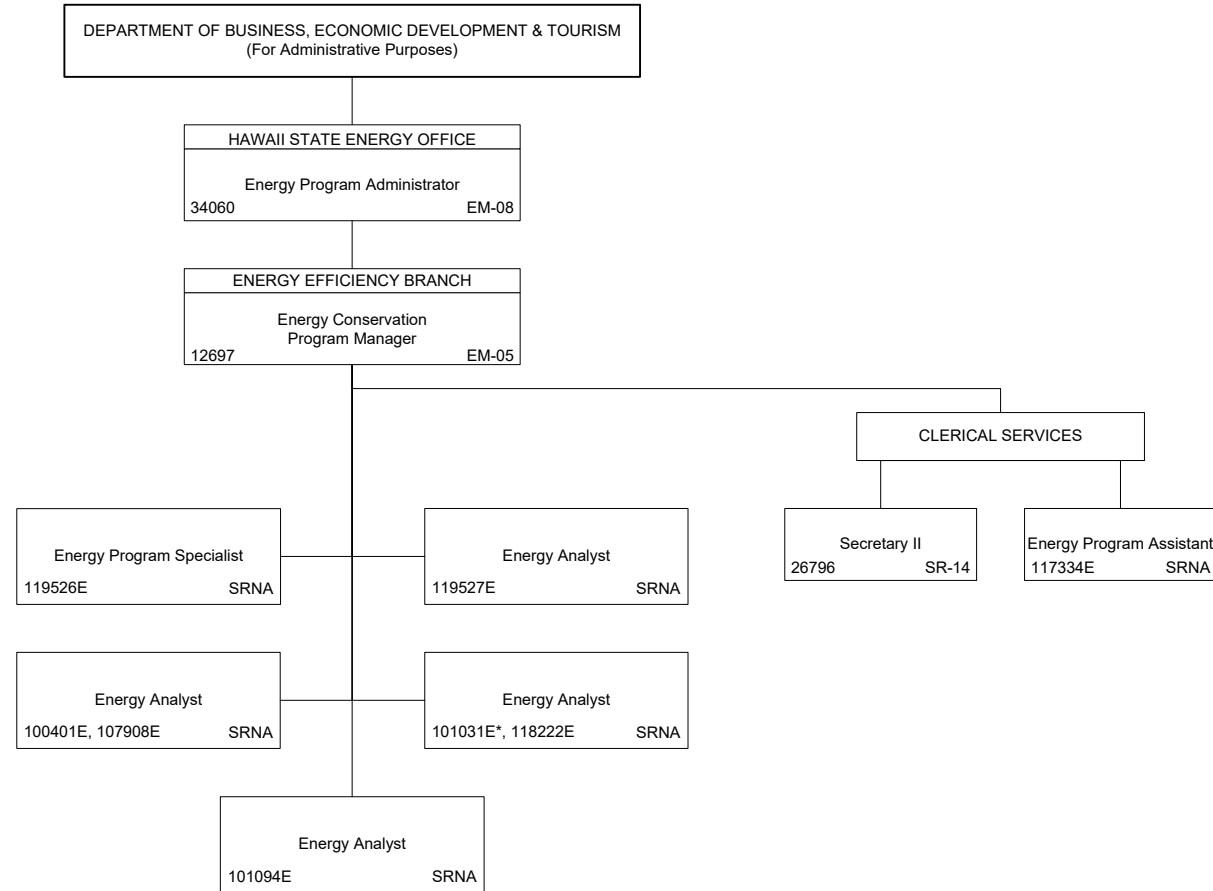 DEPARTMENT OF BUSINESS, ECONOMIC DEVELOPMENT & TOURISM
(For Administrative Purposes)
HAWAII STATE ENERGY OFFICE
Energy Program Administrator
34060 EM-08
ENERGY EFFICIENCY BRANCH
Energy Conservation
Program Manager
12697 EM-05
CLERICAL SERVICES
Secretary II
26796 SR-14
Energy Program Assistant
117334E SRNA
Energy Program Specialist
119526E SRNA
Energy Analyst
119527E SRNA
Energy Analyst
100401E, 107908E SRNA
Energy Analyst
101031E*, 118222E SRNA
Energy Analyst
101094E SRNA